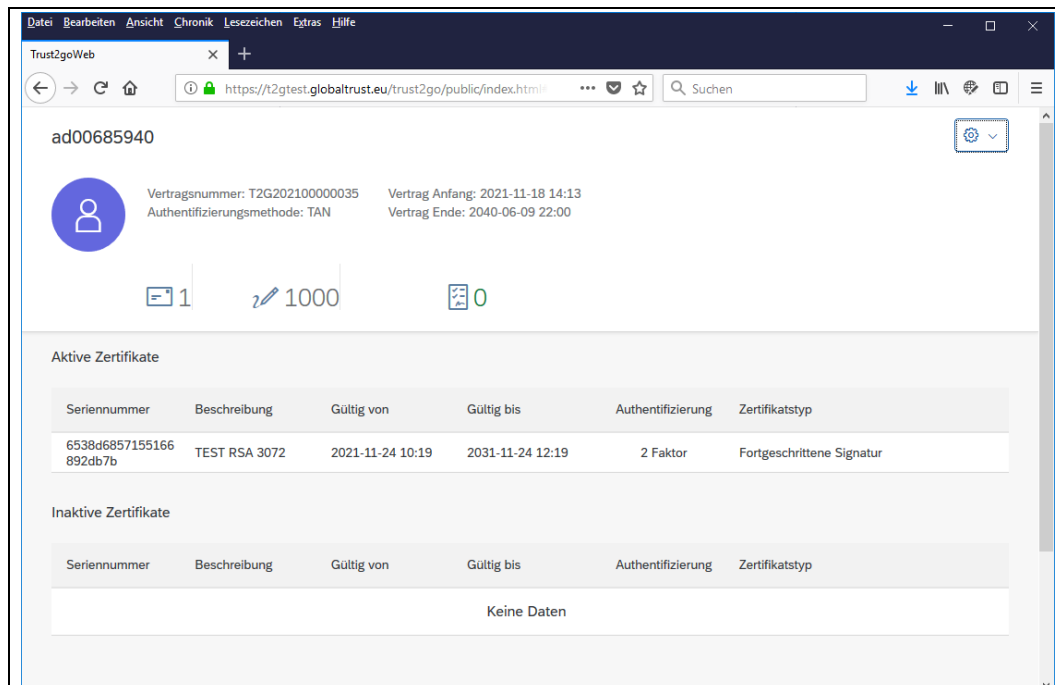 Datei Bearbeiten Ansicht Chronik Lesezeichen Extras Hilfe
Trust2goWeb
https://t2gtest.globaltrust.eu/trust2go/public/index.html
Suchen
ad00685940
Vertragsnummer: T2G202100000035 Vertrag Anfang: 2021-11-18 14:13
Authentifizierungsmethode: TAN Vertrag Ende: 2040-06-09 22:00
1 1000 0
Aktive Zertifikate
Seriennummer Beschreibung Gültig von Gültig bis Authentifizierung Zertifikatstyp
6538d6857155166
892db7b TEST RSA 3072 2021-11-24 10:19 2031-11-24 12:19 2 Faktor Fortgeschrittene Signatur
Inaktive Zertifikate
Seriennummer Beschreibung Gültig von Gültig bis Authentifizierung Zertifikatstyp
Keine Daten